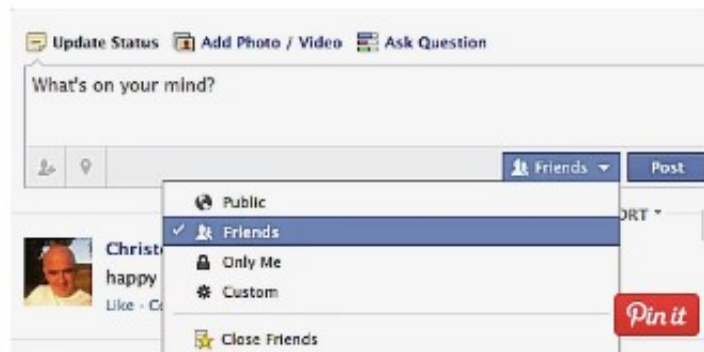 Update Status Add Photo / Video Ask Question
What's on your mind?
Friends Post
Public
Friends
Only Me
Custom
Close Friends
Christ
happy
Like
ORT
Pin it